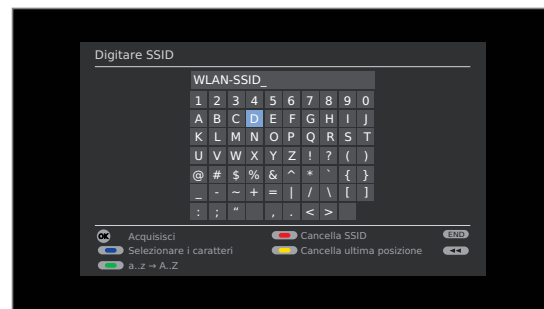 Digitare SSID
WLAN-SSID_
1 2 3 4 5 6 7 8 9 0
A B C D E F G H I J
K L M N O P Q R S T
U V W X Y Z ! ? ( )
@ # $ % & ^ * ` { }
_ - ~ + = | / \ [ ]
: ; “ , . < >
OK Acquisisci Cancella SSID END
Selezionare i caratteri Cancella ultima posizione
a..z → A..Z